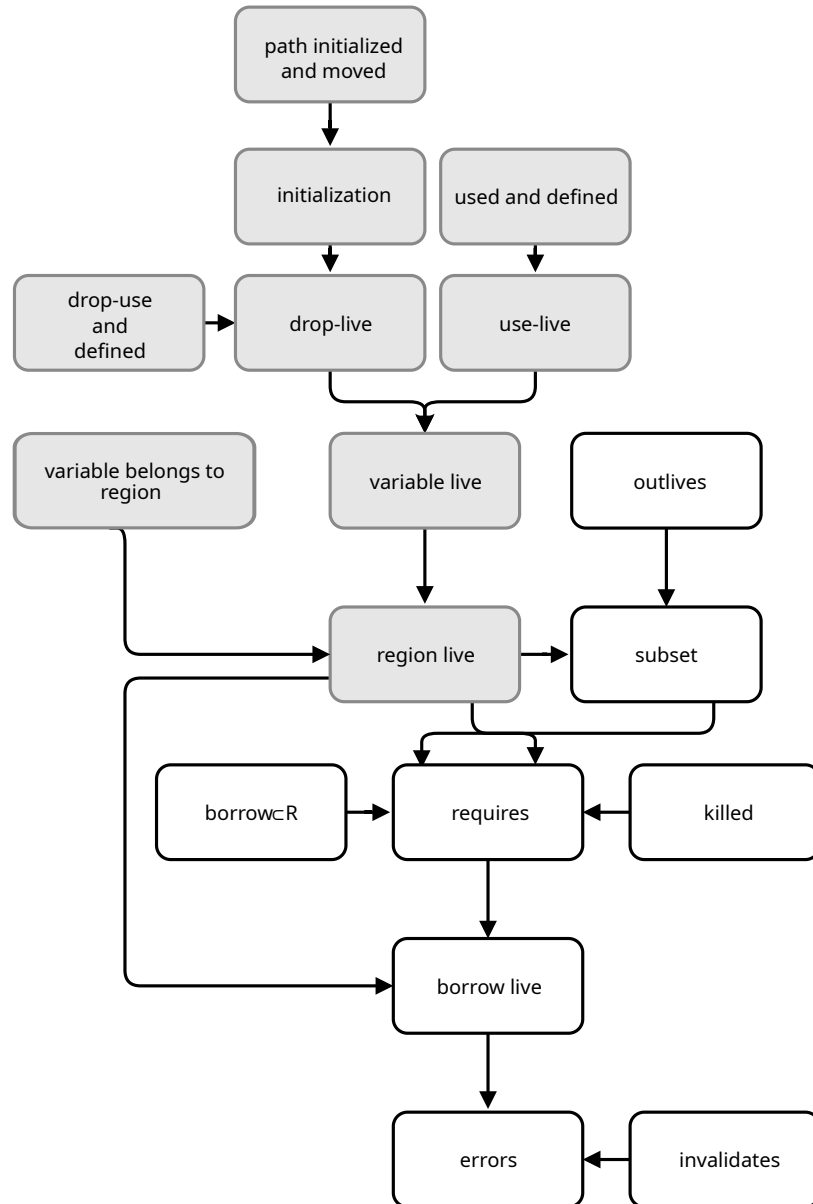 path initialized
and moved
initialization
used and defined
drop-use
and
defined
drop-live
use-live
variable belongs to
region
variable live
outlives
region live
subset
borrow⊂R
requires
killed
borrow live
errors
invalidates